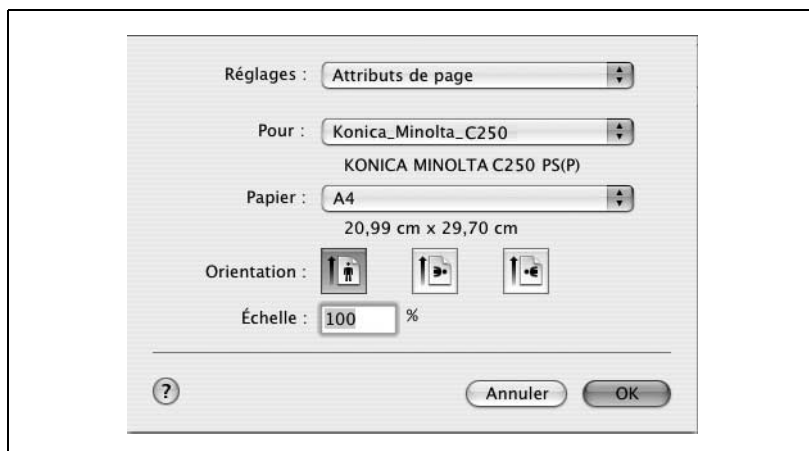 Réglages : Attributs de page
Pour : Konica_Minolta_C250
KONICA MINOLTA C250 PS(P)
Papier : A4
20,99 cm x 29,70 cm
Orientation :
Échelle : 100 %
? Annuler OK